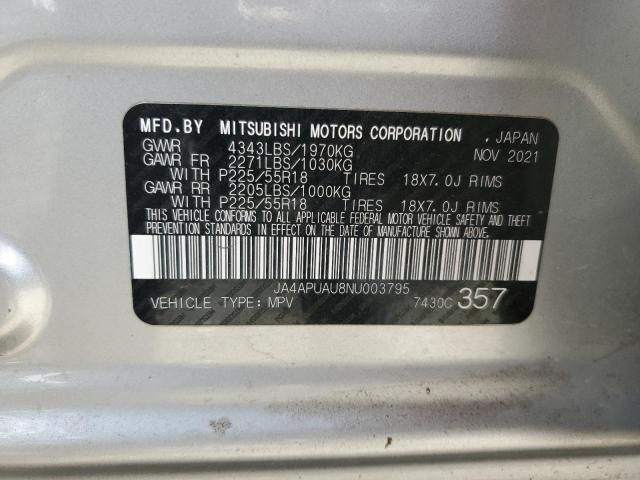 MFD.BY MITSUBISHI MOTORS CORPORATION . JAPAN
GVWR 4343LBS/1970KG NOV 2021
GAWR FR 2271LBS/1030KG
WITH P225/55R18 TIRES 18X7.0J RIMS
GAWR RR 2205LBS/1000KG
WITH P225/55R18 TIRES 18X7.0J RIMS
THIS VEHICLE CONFORMS TO ALL APPLICABLE FEDERAL MOTOR VEHICLE SAFETY AND THEFT
PREVENTION STANDARDS IN EFFECT ON THE DATE OF MANUFACTURE SHOWN ABOVE.
JA4APUAU8NU003795
VEHICLE TYPE: MPV 7430C 357